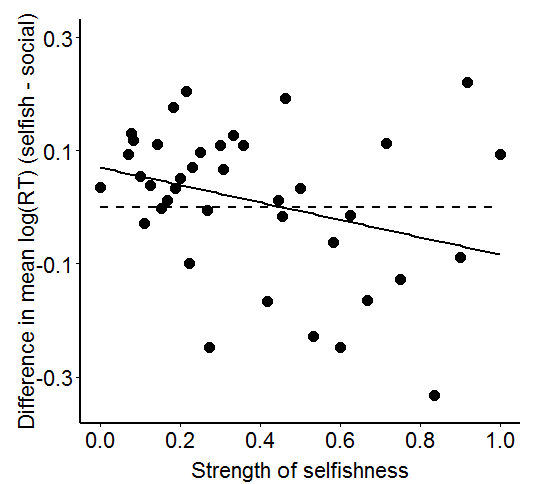 Difference in mean log(RT) (selfish - social)
0.3
0.1
-0.1
-0.3
0.0 0.2 0.4 0.6 0.8 1.0
Strength of selfishness